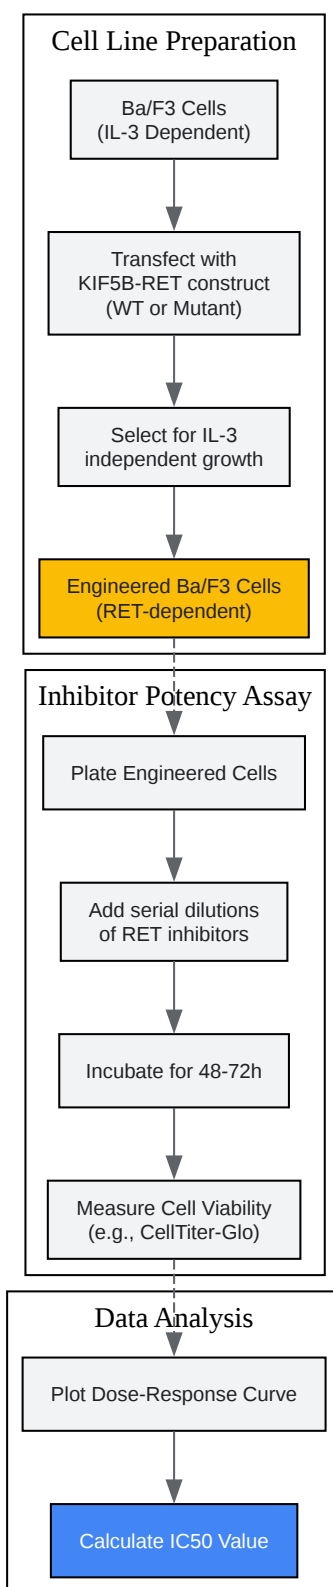 Cell Line Preparation
Ba/F3 Cells
(IL-3 Dependent)
Transfect with
KIF5B-RET construct
(WT or Mutant)
Select for IL-3
independent growth
Engineered Ba/F3 Cells
(RET-dependent)
Inhibitor Potency Assay
Plate Engineered Cells
Add serial dilutions
of RET inhibitors
Incubate for 48-72h
Measure Cell Viability
(e.g., CellTiter-Glo)
Data Analysis
Plot Dose-Response Curve
Calculate IC50 Value